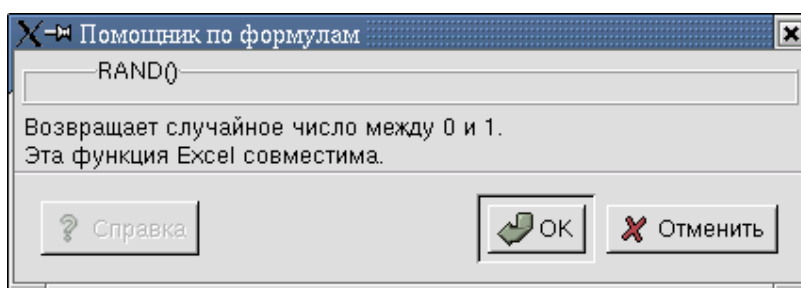 Помощник по формулам
RAND()
Возвращает случайное число между 0 и 1.
Эта функция Excel совместима.
Справка
OK
Отменить